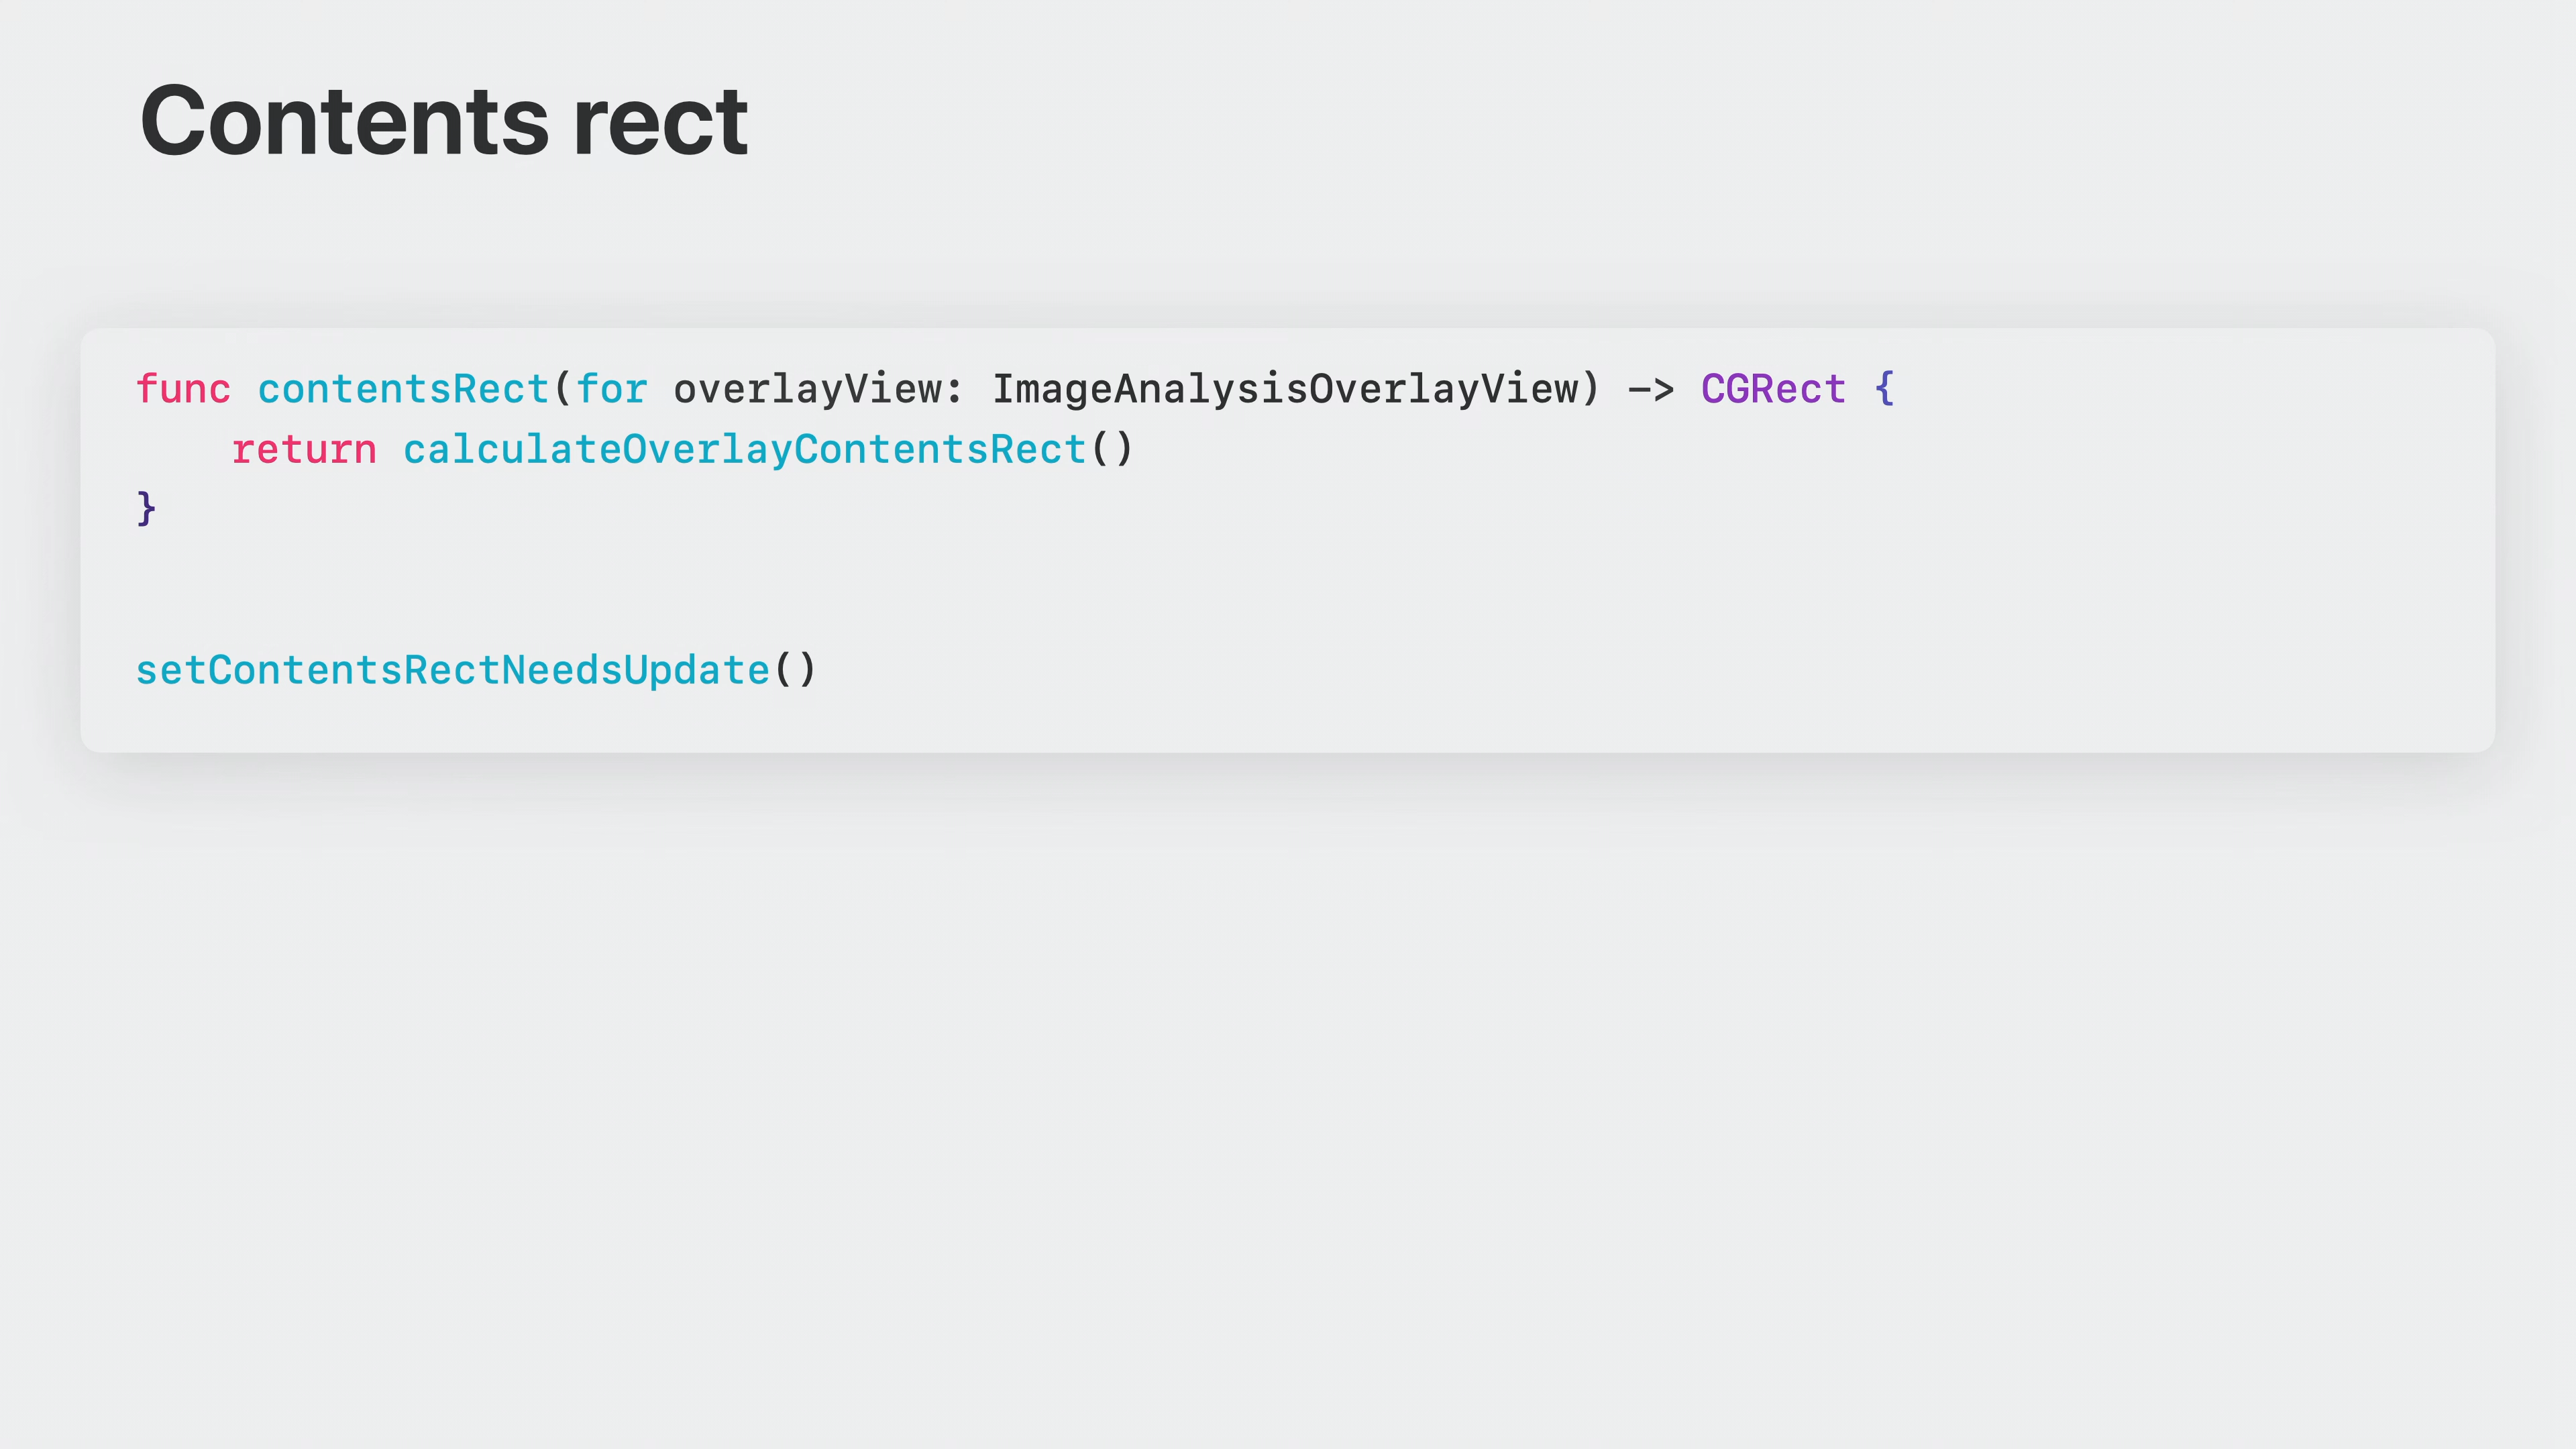 Contents rect
func contentsRect(for overlayView: ImageAnalysisOverlayView) -> CGRect {
    return calculateOverlayContentsRect()
}
setContentsRectNeedsUpdate()